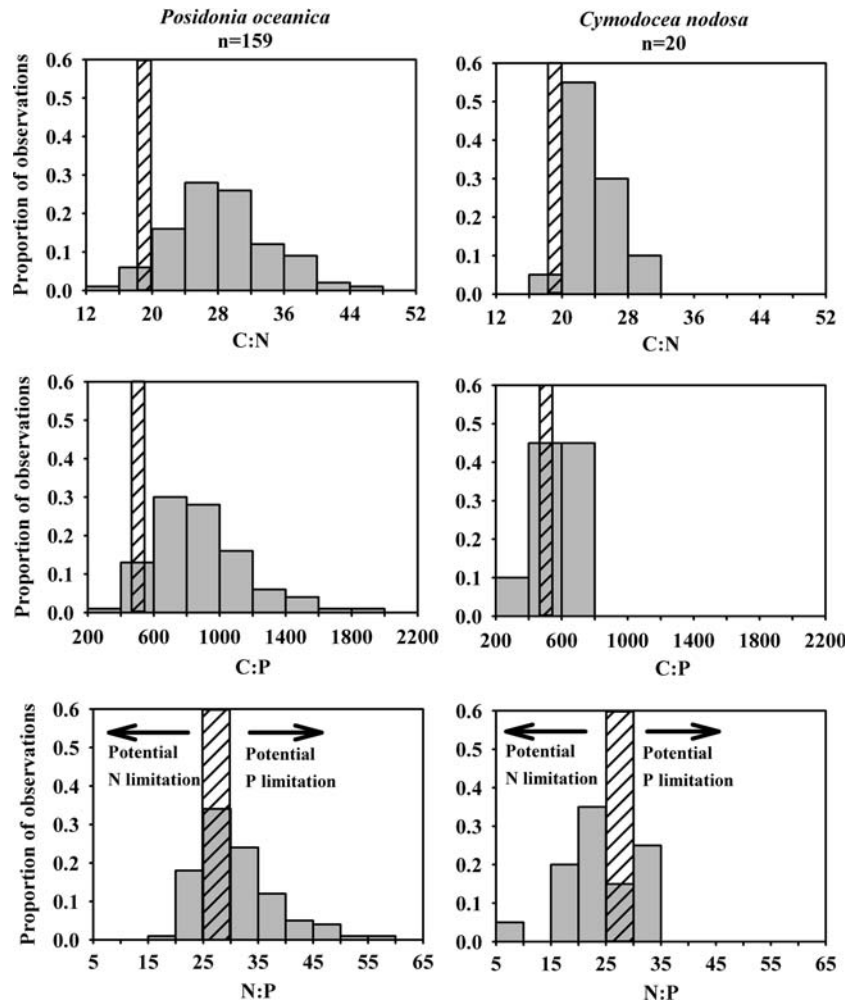 Posidonia oceanica
n=159
Cymodocea nodosa
n=20
Proportion of observations
0.6
0.5
0.4
0.3
0.2
0.1
0.0
12 20 28 36 44 52
C:N
0.6
0.5
0.4
0.3
0.2
0.1
0.0
12 20 28 36 44 52
C:N
Proportion of observations
0.6
0.5
0.4
0.3
0.2
0.1
0.0
200 600 1000 1400 1800 2200
C:P
0.6
0.5
0.4
0.3
0.2
0.1
0.0
200 600 1000 1400 1800 2200
C:P
Proportion of observations
0.6
0.5
0.4
0.3
0.2
0.1
0.0
Potential
N limitation
Potential
P limitation
5 15 25 35 45 55 65
N:P
0.6
0.5
0.4
0.3
0.2
0.1
0.0
Potential
N limitation
Potential
P limitation
5 15 25 35 45 55 65
N:P